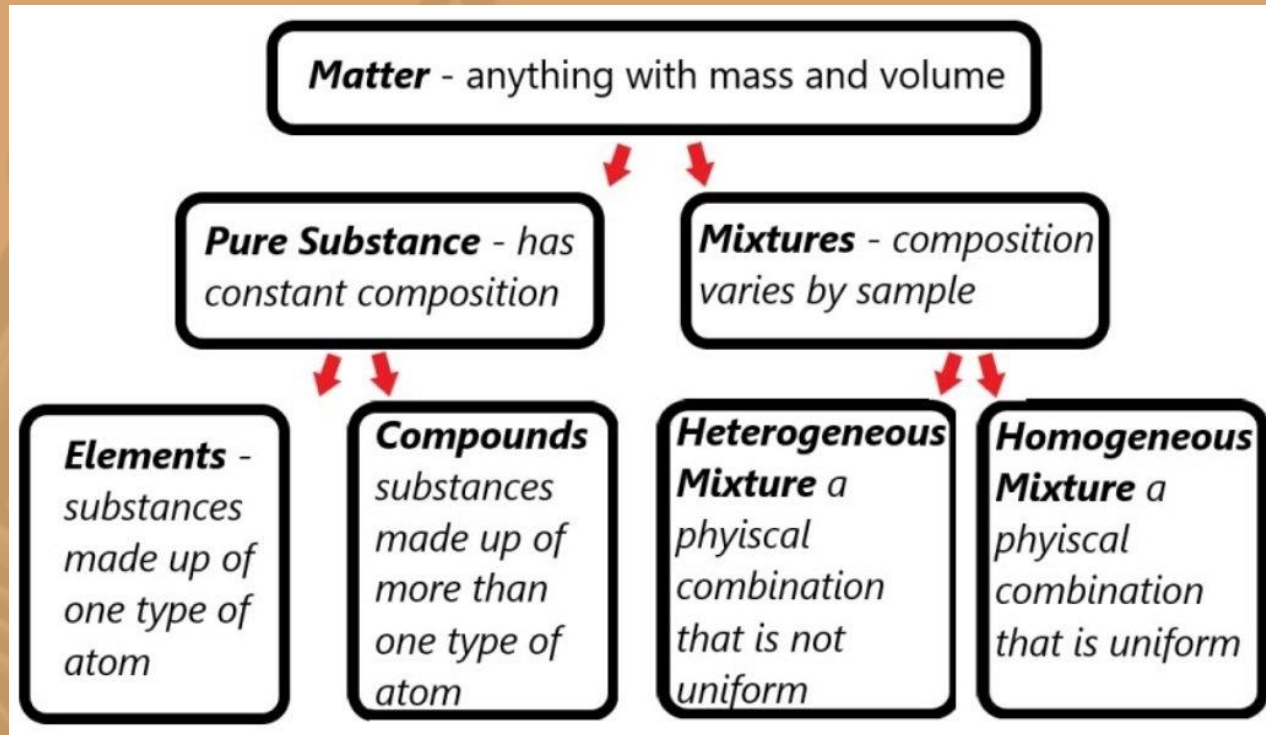 Matter - anything with mass and volume
Pure Substance - has
constant composition
Mixtures - composition
varies by sample
Elements -
substances
made up of
one type of
atom
Compounds
substances
made up of
more than
one type of
atom
Heterogeneous
Mixture a
phyiscal
combination
that is not
uniform
Homogeneous
Mixture a
phyiscal
combination
that is uniform